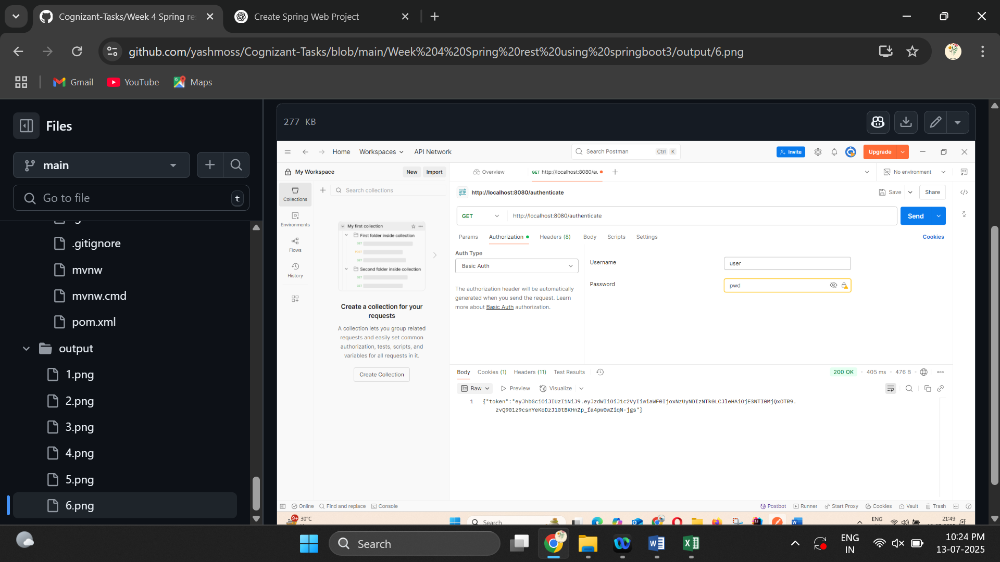 Cognizant-Tasks/Week 4 Spring re
Create Spring Web Project
github.com/yashmoss/Cognizant-Tasks/blob/main/Week%204%20Spring%20rest%20using%20springboot3/output/6.png
Gmail
YouTube
Maps
Files
main
Go to file
t
.gitignore
mvnw
mvnw.cmd
pom.xml
output
1.png
2.png
3.png
4.png
5.png
6.png
277 KB
Home
Workspaces
API Network
Search Postman
Ctrl K
Invite
Upgrade
My Workspace
New
Import
Overview
GET http://localhost:8080/au
No environment
Collections
Search collections
Environments
Flows
History
My first collection
First folder inside collection
GET
POST
GET
Second folder inside collection
GET
GET
Create a collection for your
requests
A collection lets you group related
requests and easily set common
authorization, tests, scripts, and
variables for all requests in it.
Create Collection
HTTP
http://localhost:8080/authenticate
Save
Share
GET
http://localhost:8080/authenticate
Send
Params
Authorization
Headers (8)
Body
Scripts
Settings
Cookies
Auth Type
Basic Auth
The authorization header will be automatically
generated when you send the request. Learn
more about Basic Auth authorization.
Username
user
Password
pwd
Body
Cookies (1)
Headers (11)
Test Results
200 OK
405 ms
476 B
Raw
Preview
Visualize
1
{"token":"eyJhbGciOiJIUzI1NiJ9.eyJzdWIiOiJ1c2VyIiwiaWF0IjoxNzUyNDIzNTk0LCJleHAiOjE3NTI0MjQxOTR9.
zvQ901z9csnYeKoDzJ10tBKHnZp_fa4pw0wZiqN-jgs"}
Online
Find and replace
Console
Postbot
Runner
Start Proxy
Cookies
Vault
Trash
9+
30°C
Search
ENG
21:49
Search
ENG
IN
10:24 PM
13-07-2025